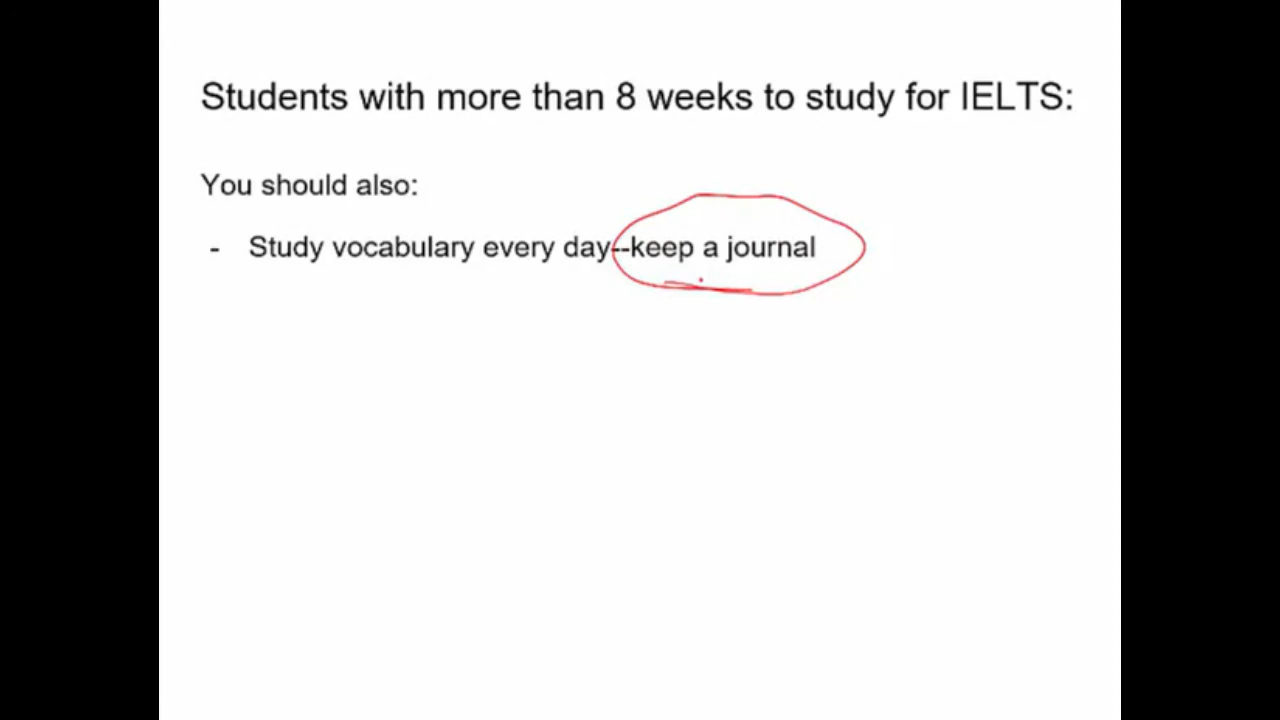 Students with more than 8 weeks to study for IELTS:
You should also:
- Study vocabulary every day--keep a journal